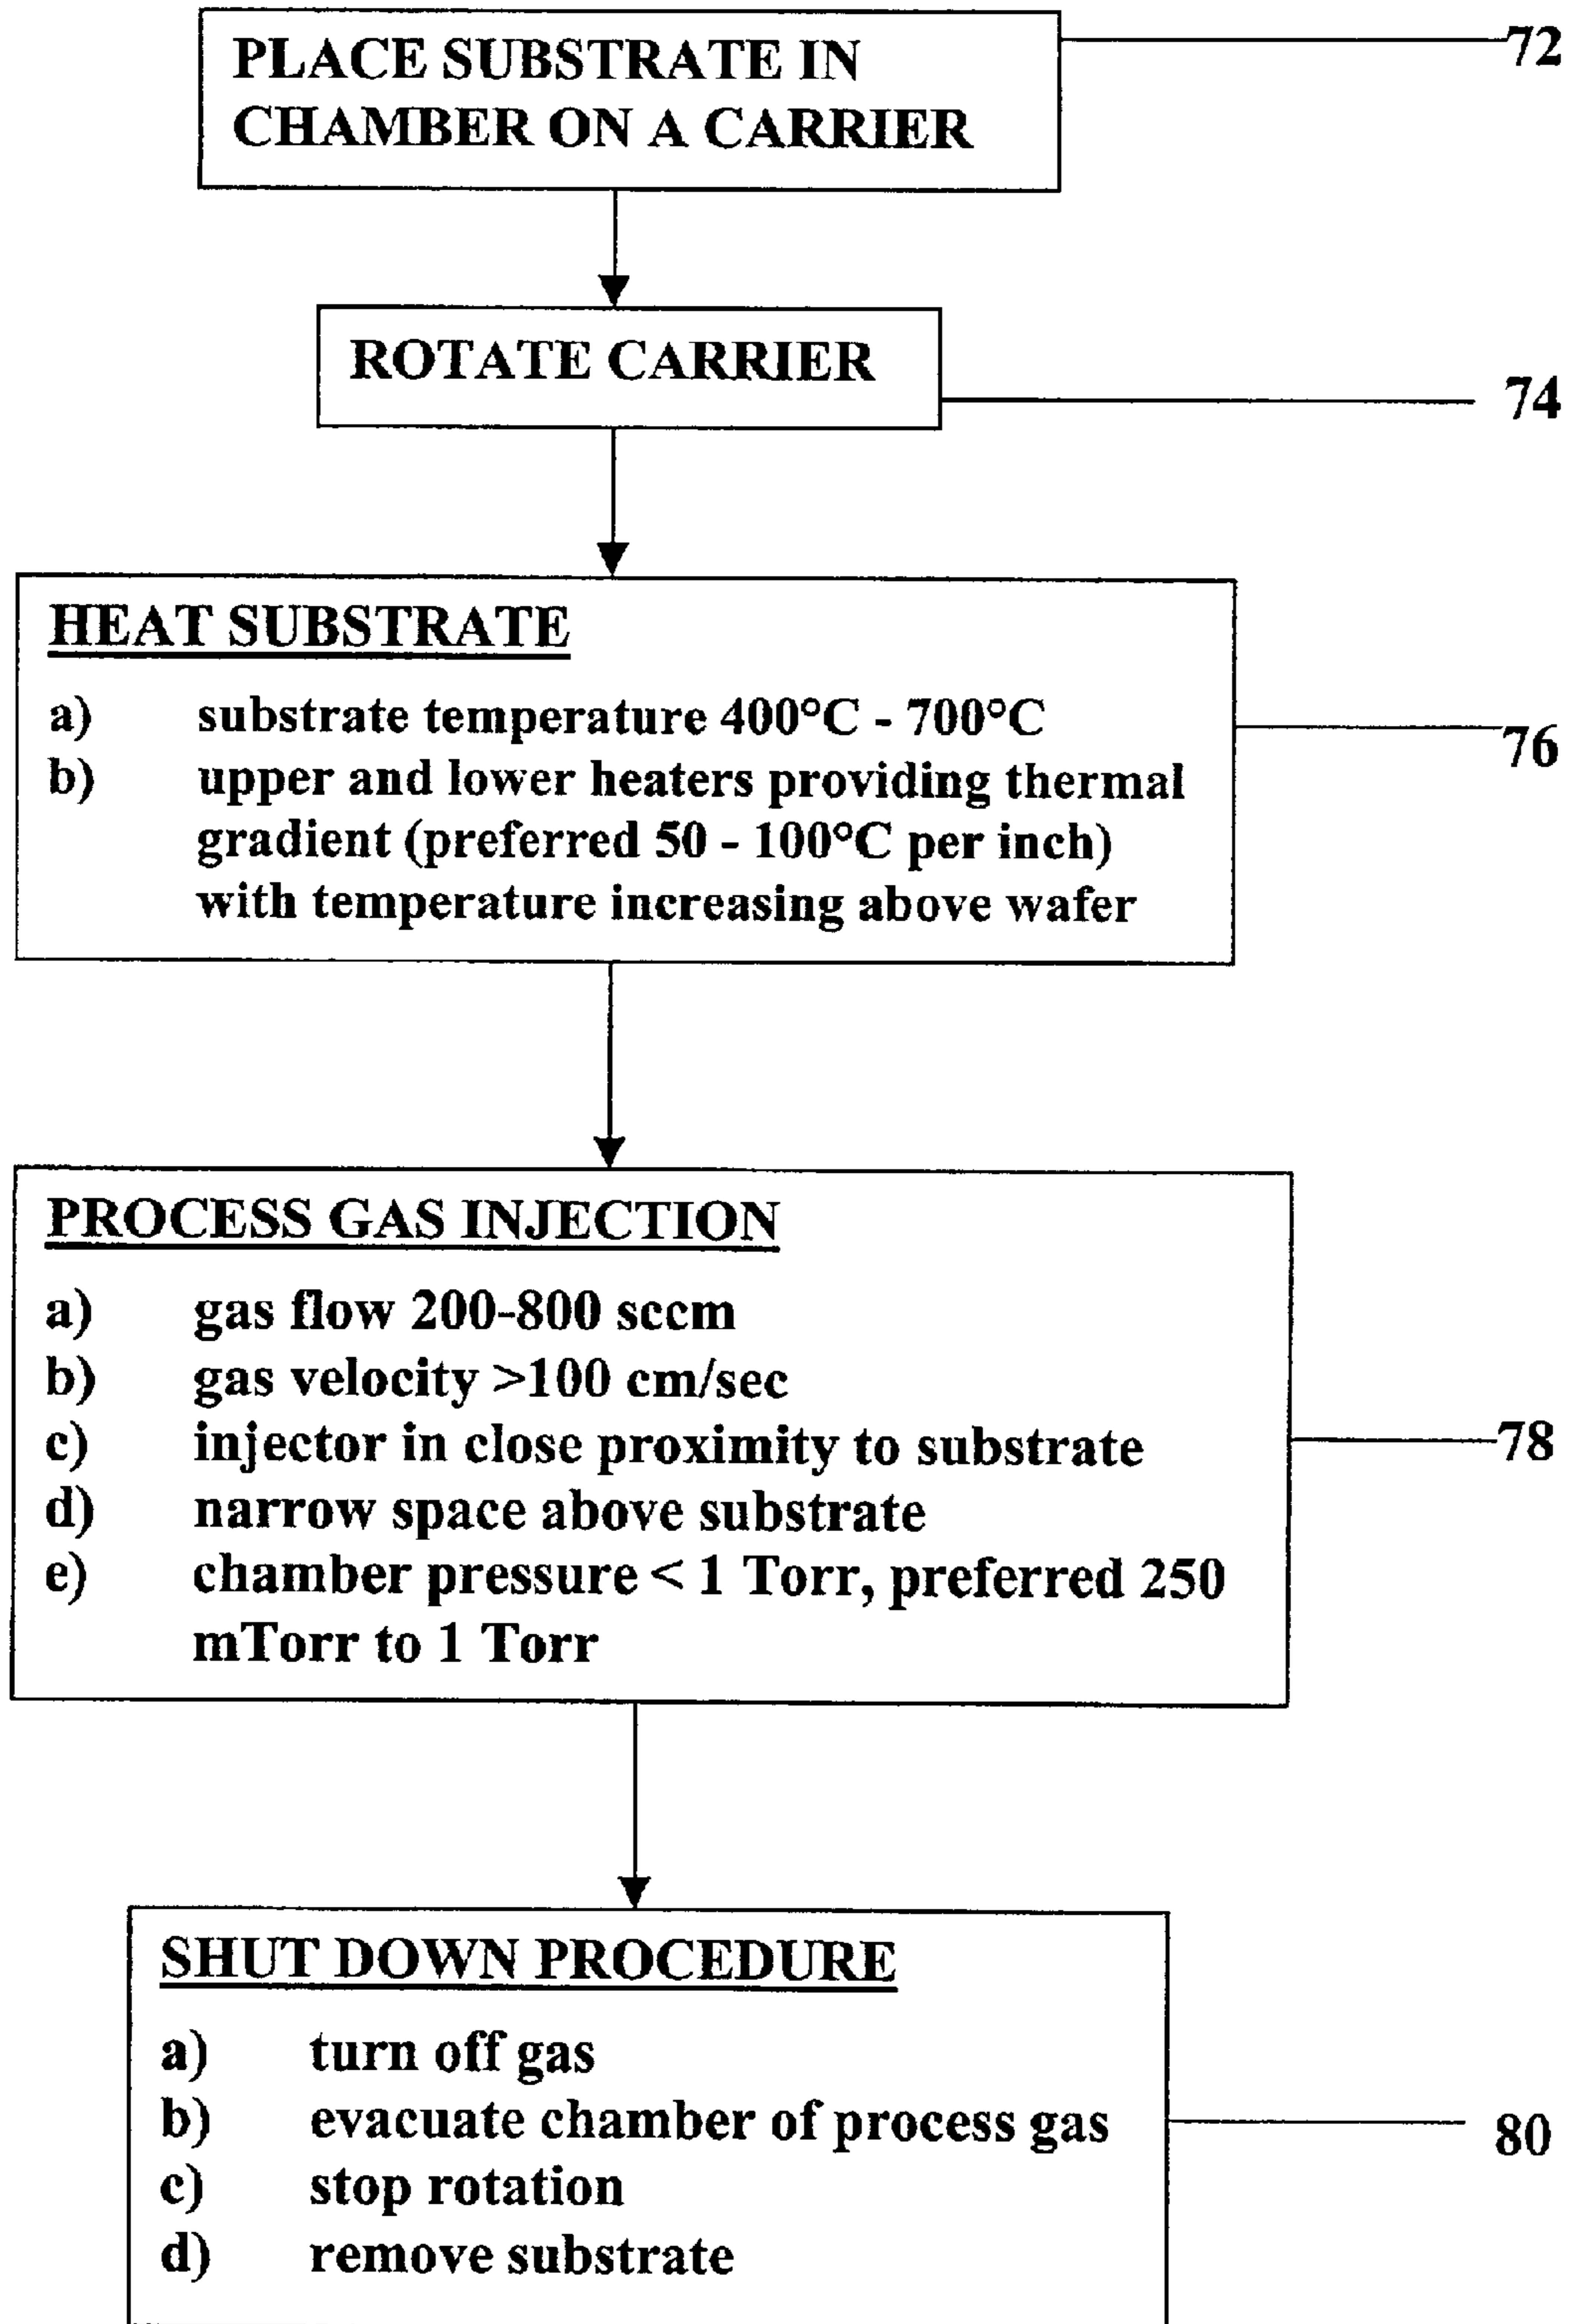 PLACE SUBSTRATE IN
CHAMBER ON A CARRIER
72
ROTATE CARRIER
74
HEAT SUBSTRATE
a) substrate temperature 400°C - 700°C
b) upper and lower heaters providing thermal
gradient (preferred 50 - 100°C per inch)
with temperature increasing above wafer
76
PROCESS GAS INJECTION
a) gas flow 200-800 sccm
b) gas velocity >100 cm/sec
c) injector in close proximity to substrate
d) narrow space above substrate
e) chamber pressure < 1 Torr, preferred 250
mTorr to 1 Torr
78
SHUT DOWN PROCEDURE
a) turn off gas
b) evacuate chamber of process gas
c) stop rotation
d) remove substrate
80